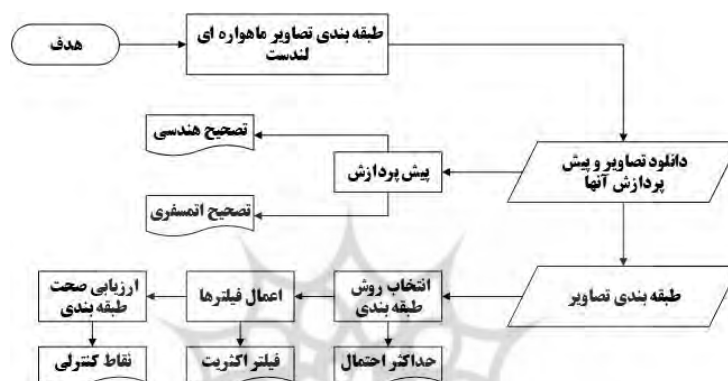 هدف
طبقه بندی تصاویر ماهواره ای
لندست
تصحیح هندسی
دانلود تصاویر و پیش
پردازش آنها
پیش پردازش
تصحیح اتمسفری
طبقه بندی تصاویر
انتخاب روش
طبقه بندی
اعمال فیلترها
ارزیابی صحت
طبقه بندی
حداکثر احتمال
فیلتر اکثریت
نقاط کنترلی